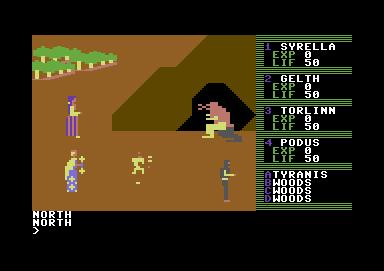 1 SYRELLA
EXP 0
LIF 50
2 GELTH
EXP 0
LIF 50
3 TORLINN
EXP 0
LIF 50
4 PODUS
EXP 0
LIF 50
ATYRANIS
BWOODS
CWOODS
DWOODS
NORTH
NORTH
>